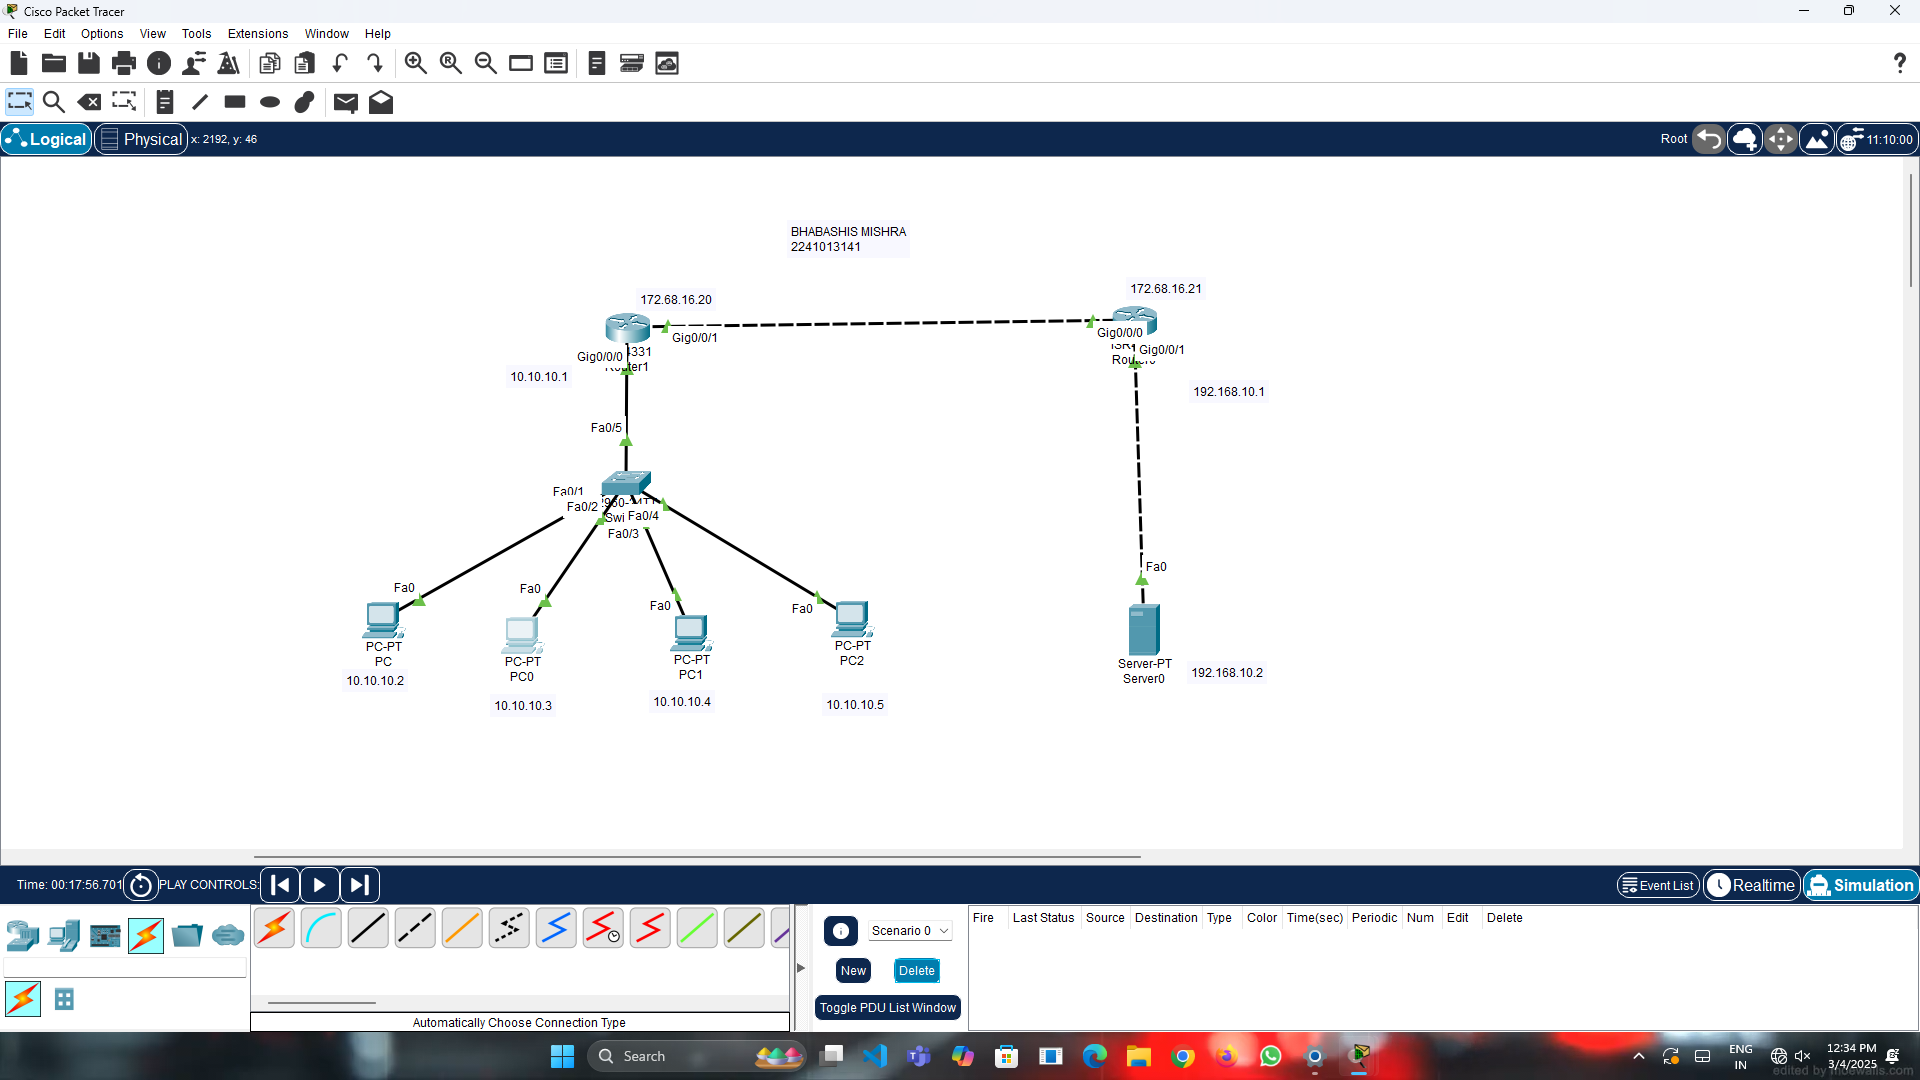 Cisco Packet Tracer
File Edit Options View Tools Extensions Window Help
Logical Physical x: 2192, y: 46 Root 11:10:00
BHABASHIS MISHRA
2241013141
172.68.16.20
172.68.16.21
Gig0/0/1
Gig0/0/0
Gig0/0/0
4331
Router1
Gig0/0/1
10.10.10.1
192.168.10.1
Fa0/5
Fa0/1
Fa0/2
Fa0/4
Fa0/3
Fa0
Fa0
Fa0
Fa0
Fa0
PC-PT
PC
10.10.10.2
PC-PT
PC0
10.10.10.3
PC-PT
PC1
10.10.10.4
PC-PT
PC2
10.10.10.5
Server-PT
Server0
192.168.10.2
Time: 00:17:56.701 PLAY CONTROLS: Event List Realtime Simulation
Scenario 0
New Delete
Toggle PDU List Window
Fire Last Status Source Destination Type Color Time(sec) Periodic Num Edit Delete
Automatically Choose Connection Type
Search
ENG
IN
12:34 PM
3/4/2025
edited by moewalls.com